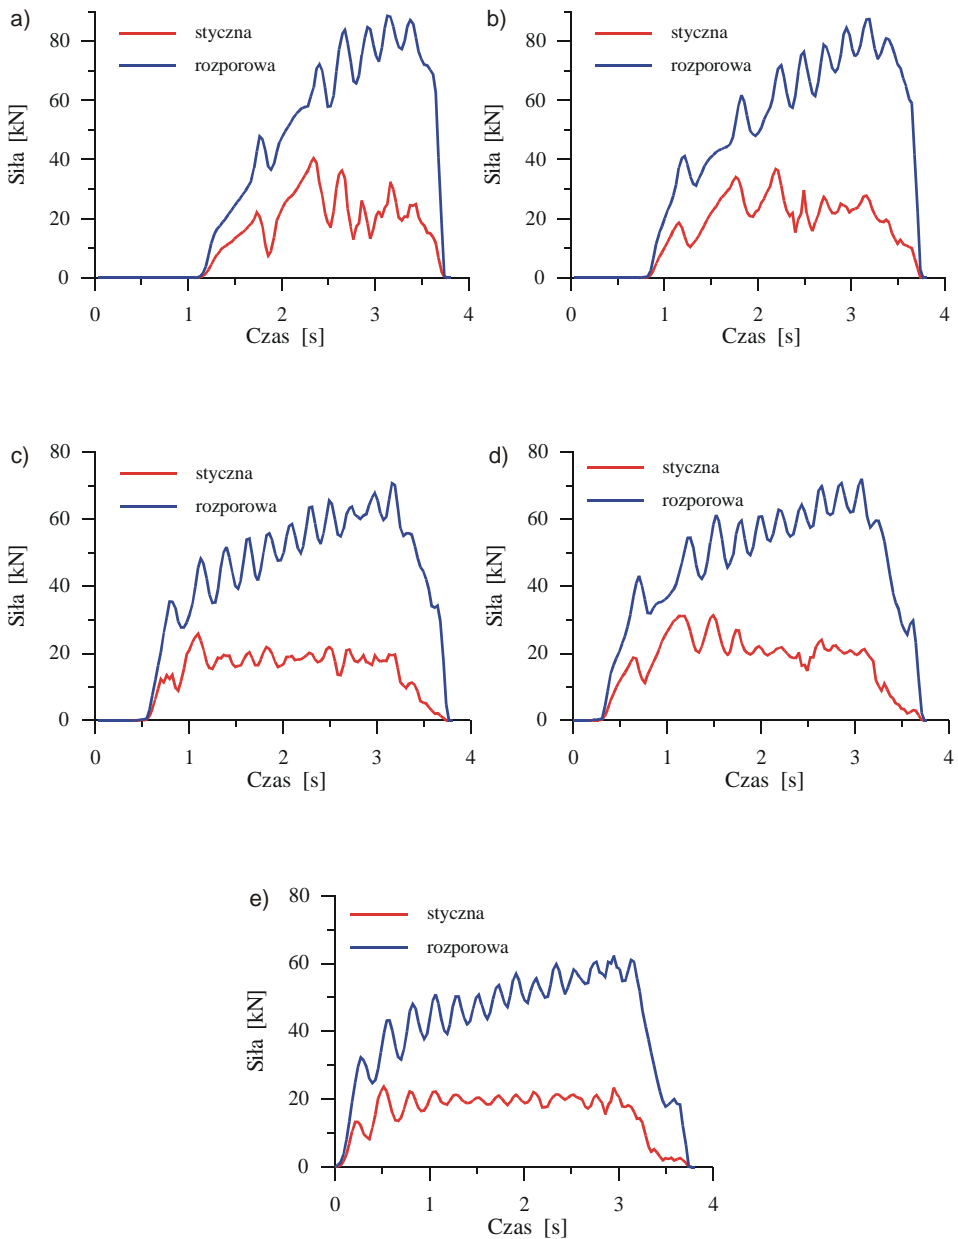 a)
styczna
rozporowa
Siła [kN]
80
60
40
20
0
0 1 2 3 4
Czas [s]
b)
styczna
rozporowa
Siła [kN]
80
60
40
20
0
0 1 2 3 4
Czas [s]
c)
styczna
rozporowa
Siła [kN]
80
60
40
20
0
0 1 2 3 4
Czas [s]
d)
styczna
rozporowa
Siła [kN]
80
60
40
20
0
0 1 2 3 4
Czas [s]
e)
styczna
rozporowa
Siła [kN]
80
60
40
20
0
0 1 2 3 4
Czas [s]